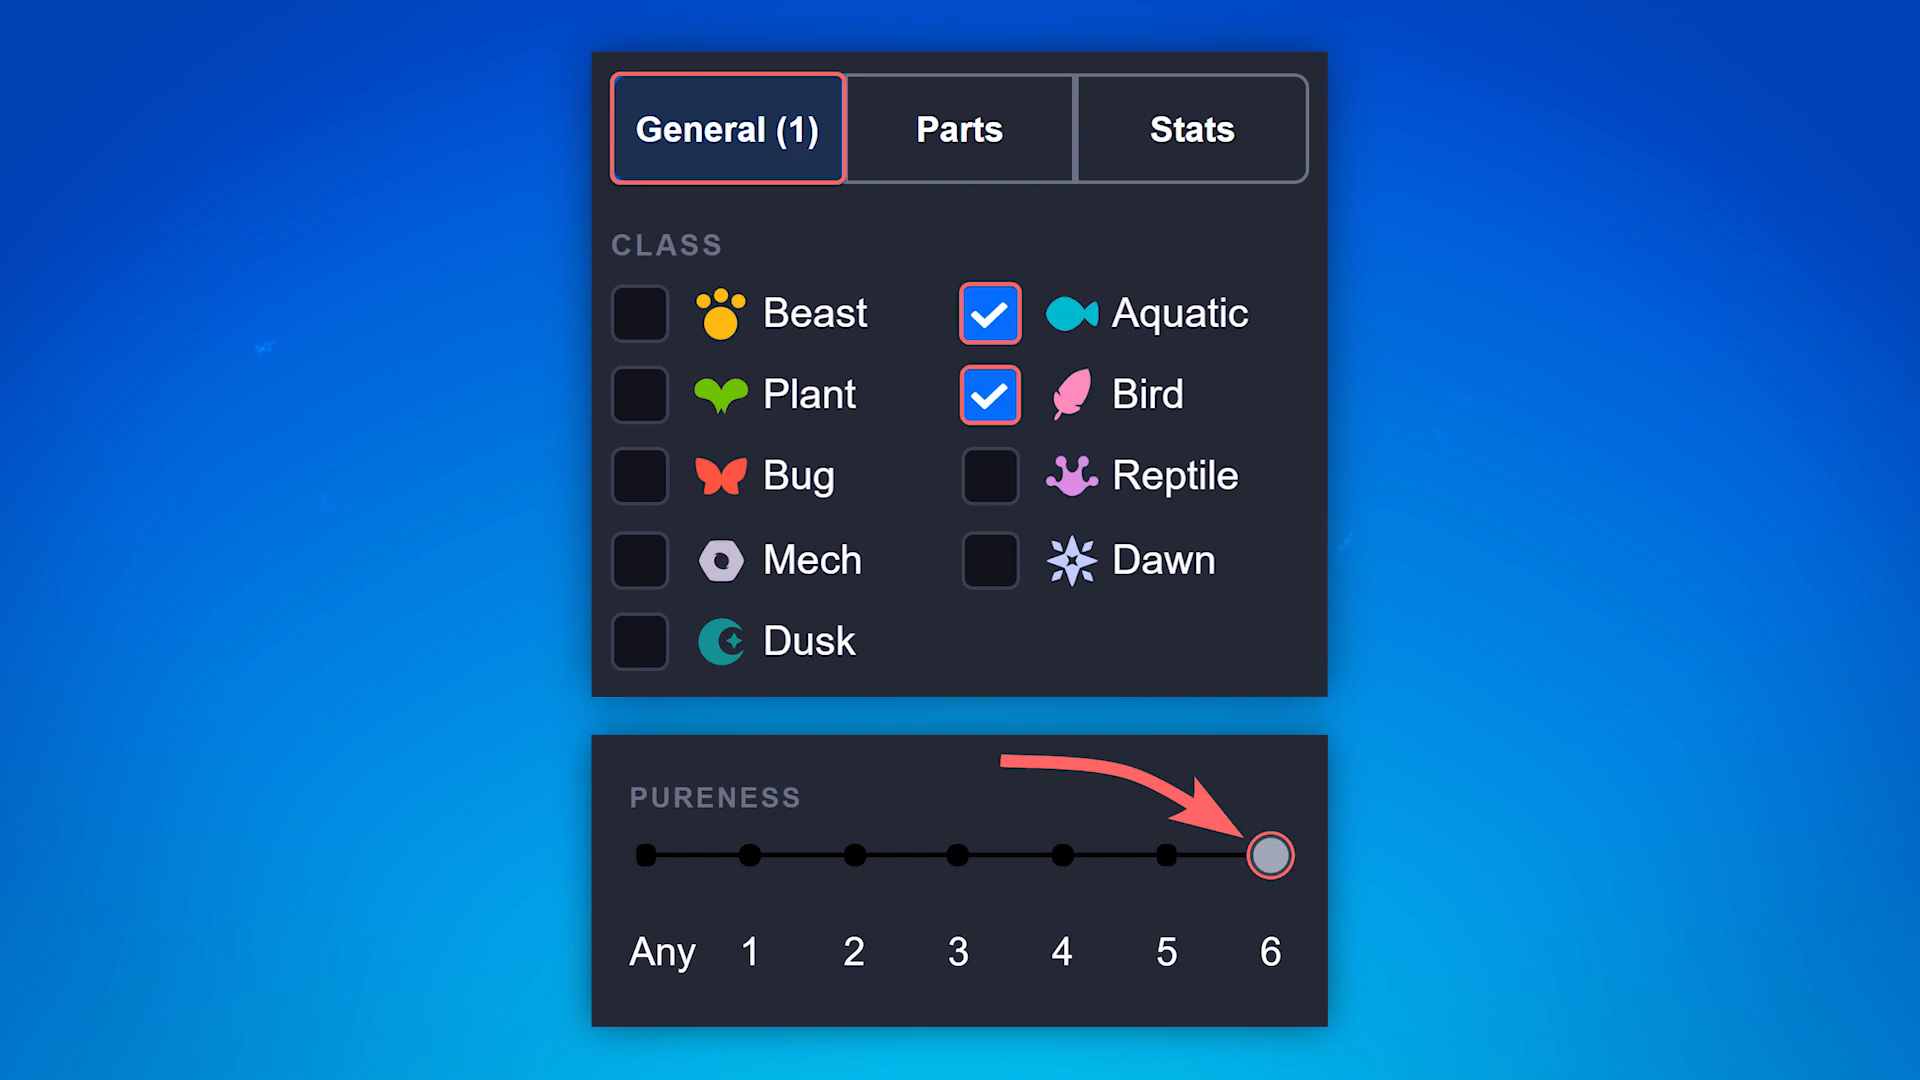 General (1) Parts Stats
CLASS
Beast Aquatic
Plant Bird
Bug Reptile
Mech Dawn
Dusk
PURENESS
Any 1 2 3 4 5 6